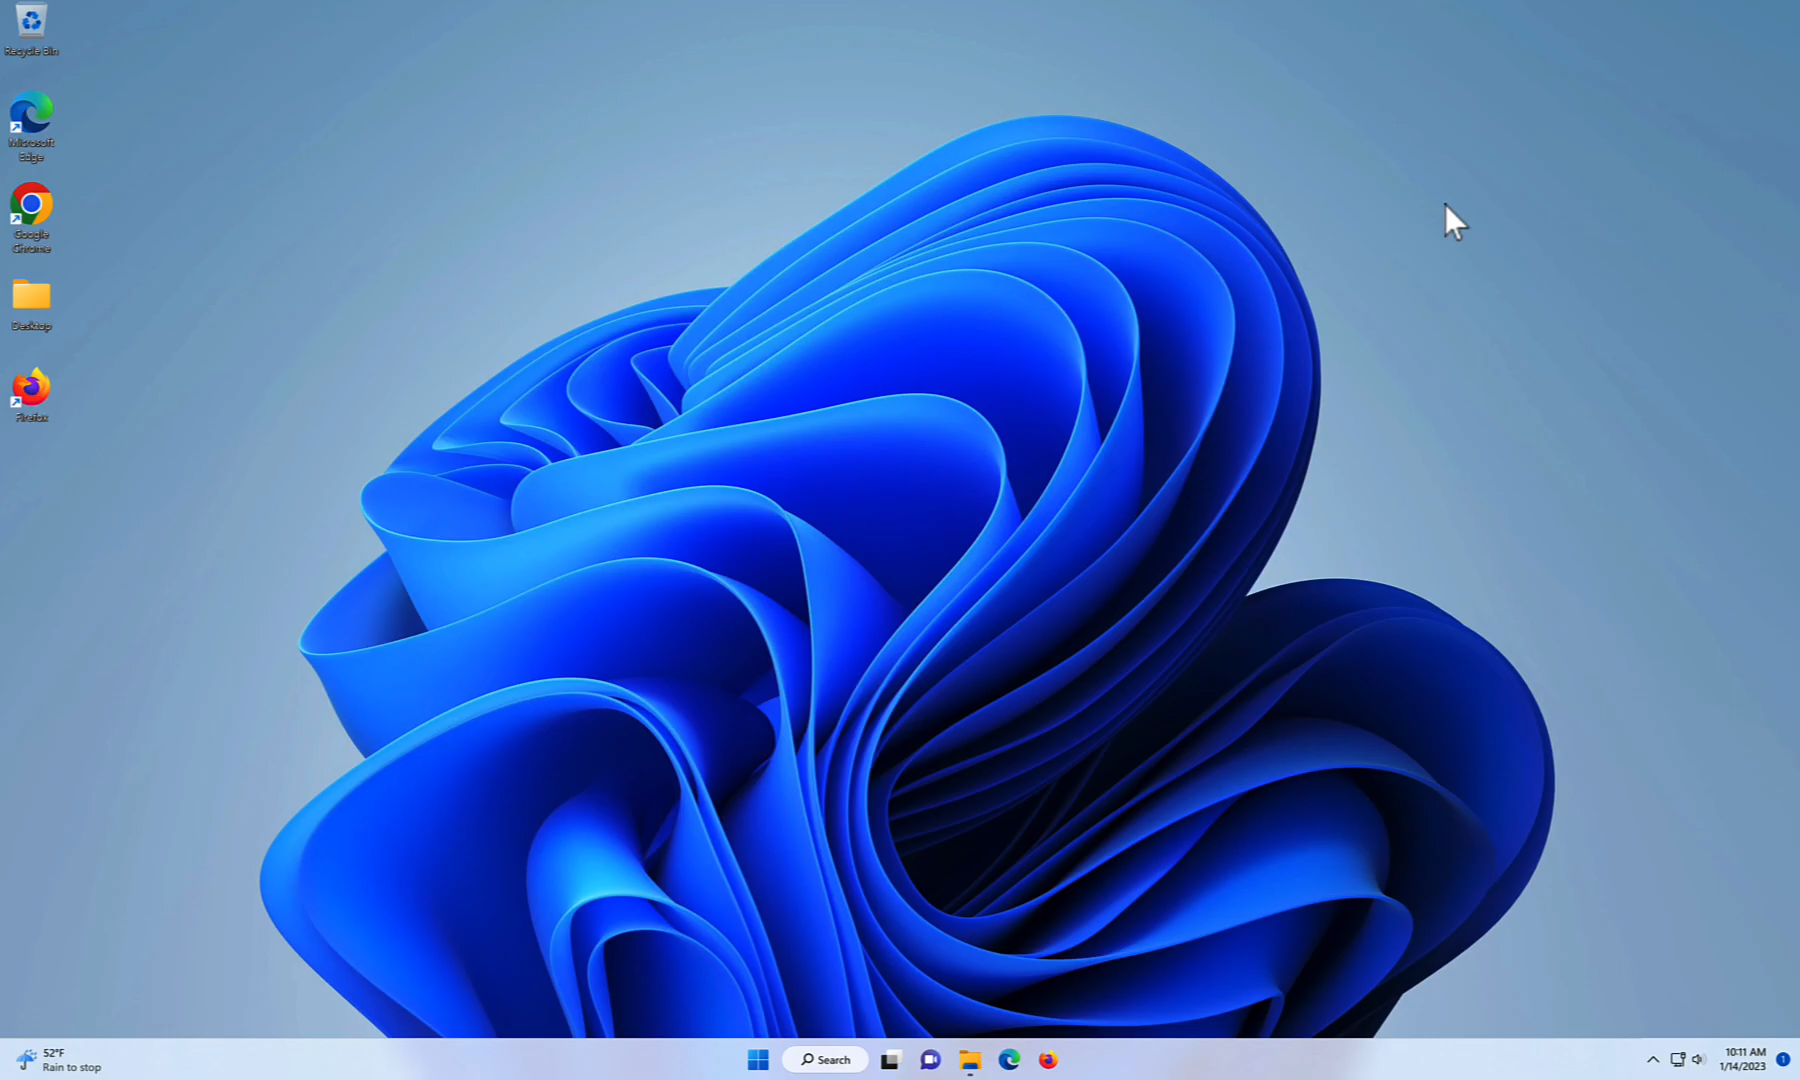 Recycle Bin
Microsoft
Edge
Google
Chrome
Desktop
Firefox
52°F
Rain to stop
Search
10:11 AM
1/14/2023
1